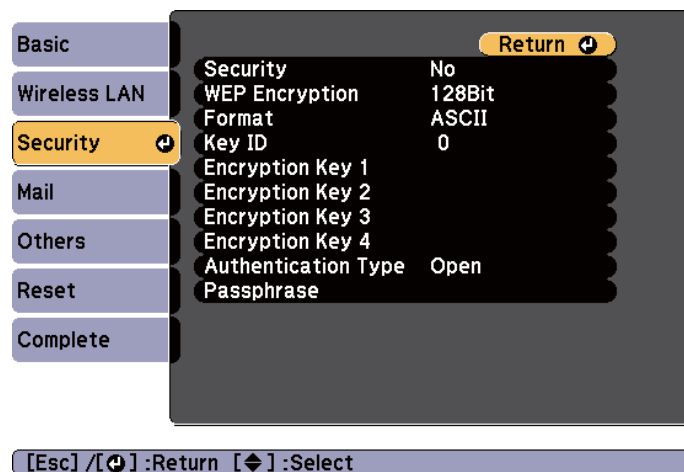 Basic
Wireless LAN
Security
Mail
Others
Reset
Complete
Return
Security No
WEP Encryption 128Bit
Format ASCII
Key ID 0
Encryption Key 1
Encryption Key 2
Encryption Key 3
Encryption Key 4
Authentication Type Open
Passphrase
[Esc] /[⏎] :Return [◆] :Select